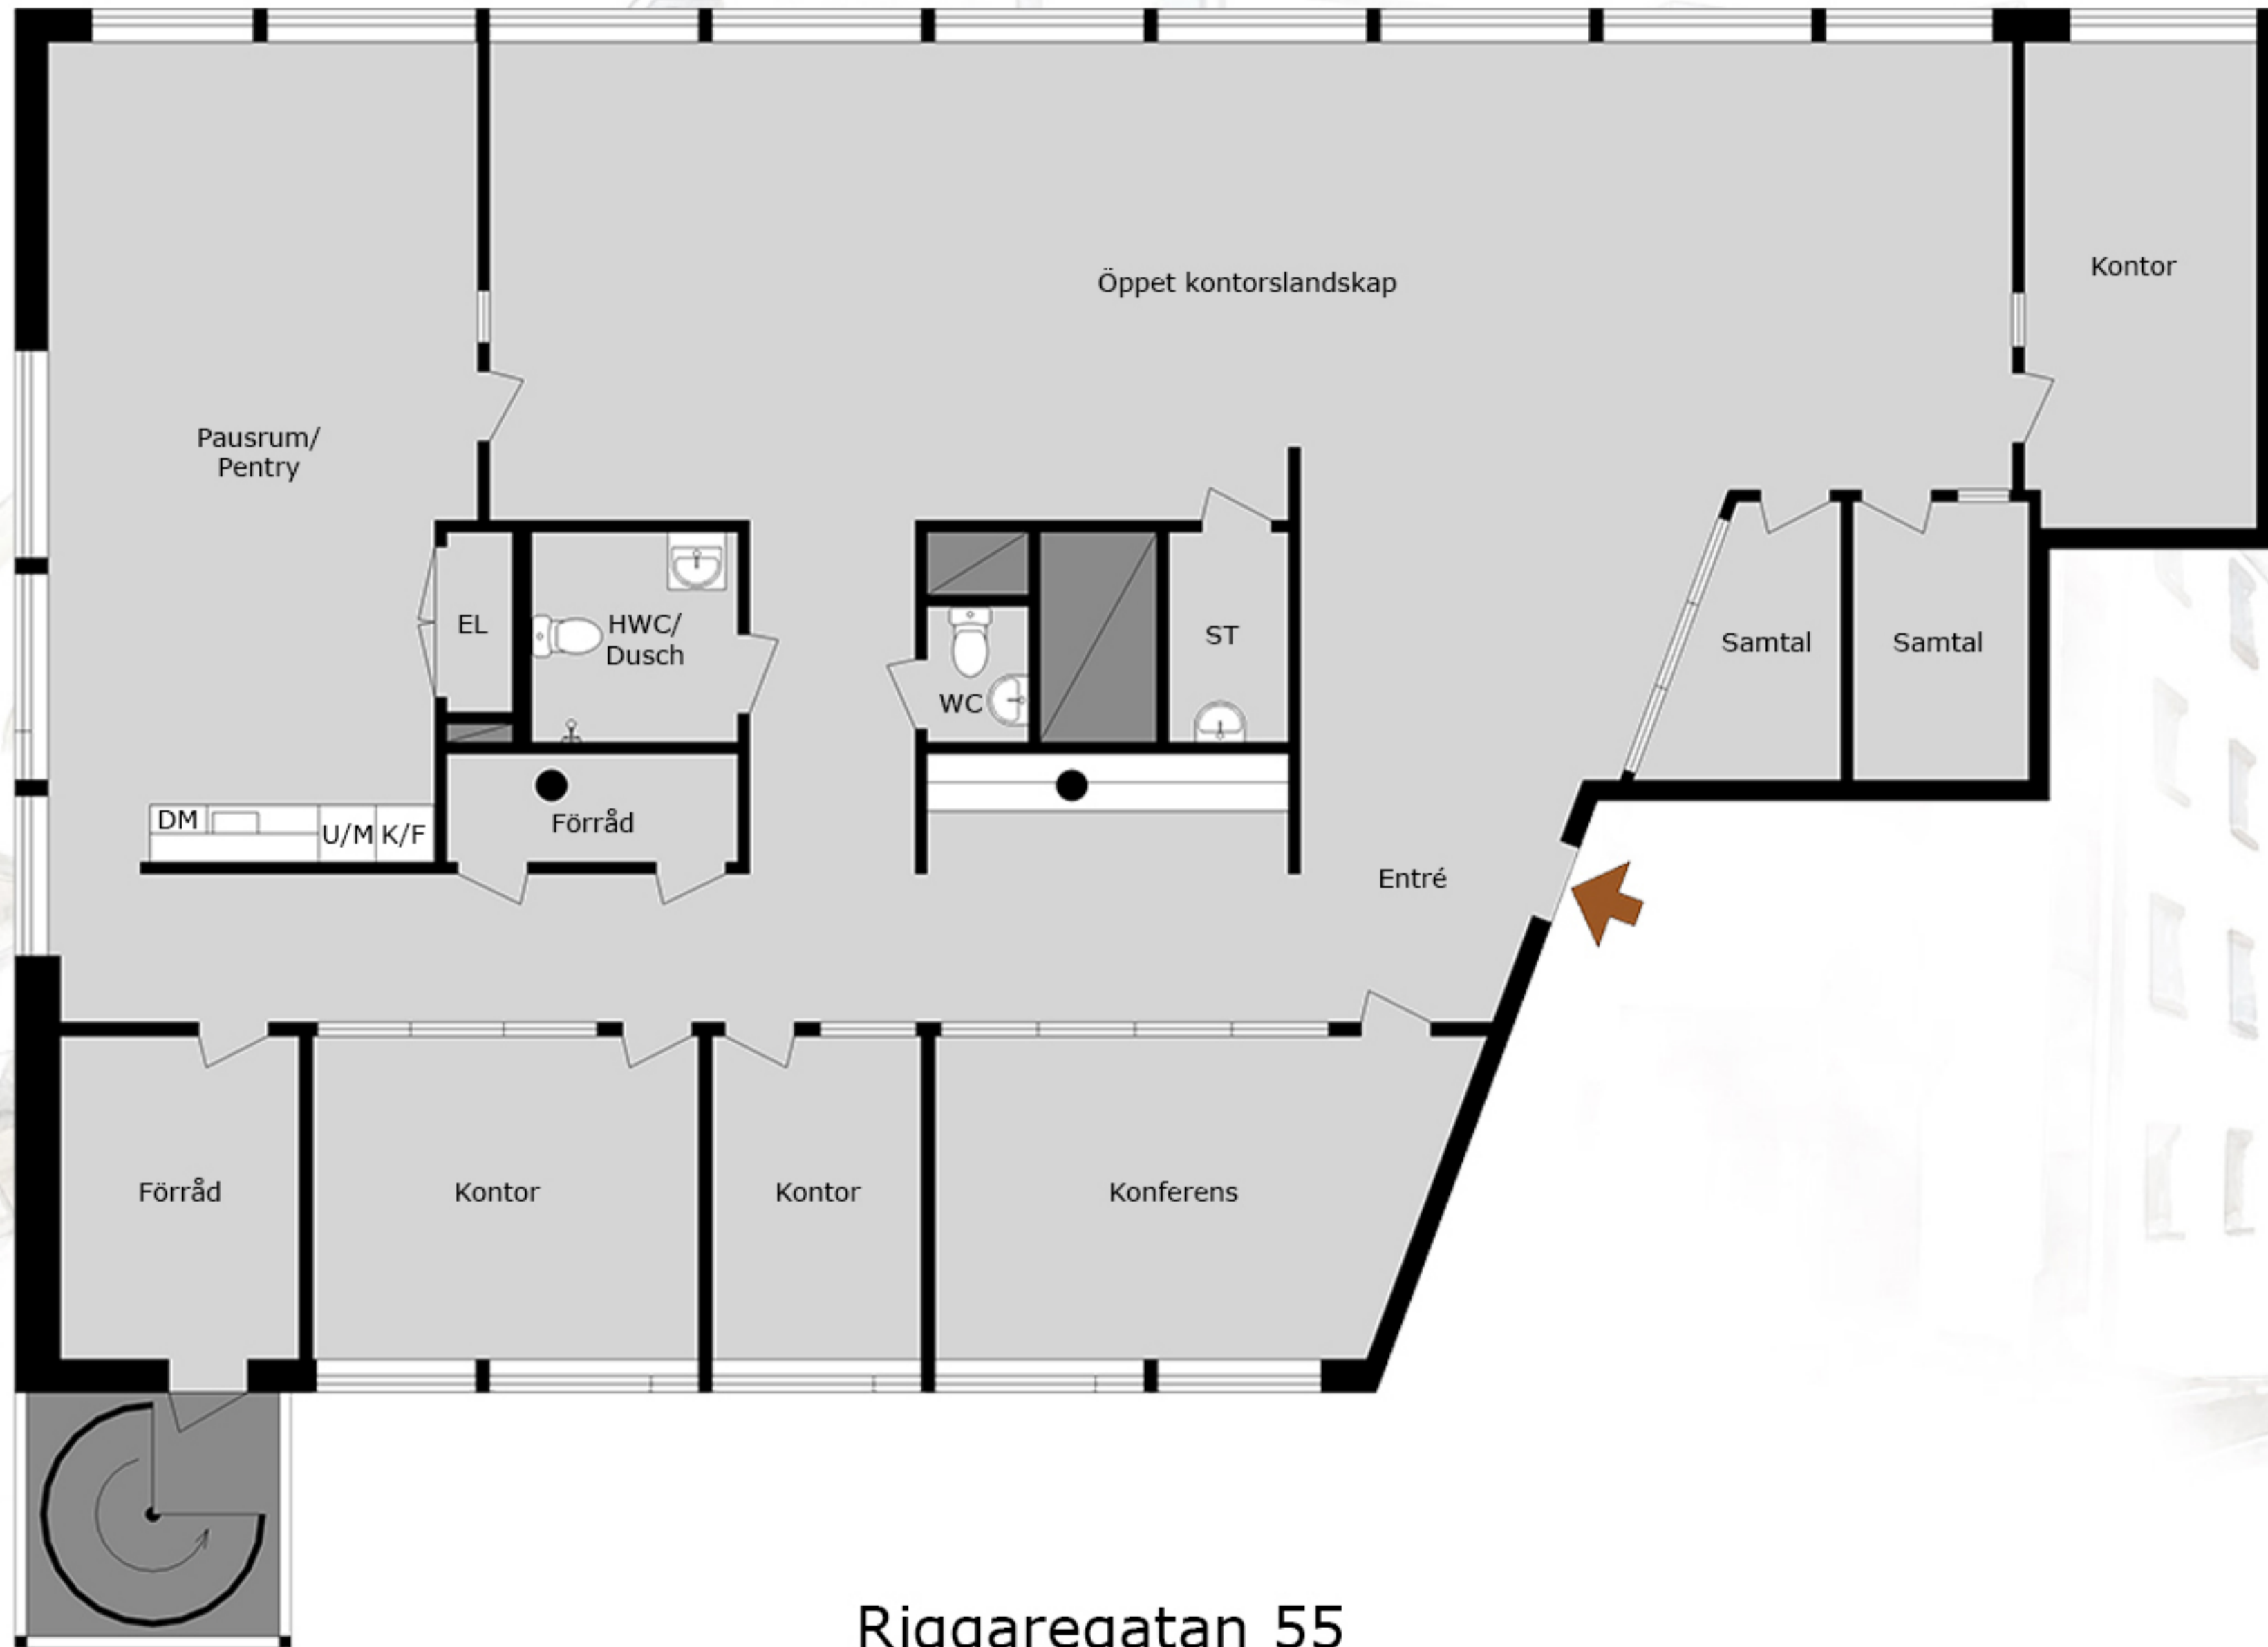 Öppet kontorslandskap
Kontor
Pausrum/
Pentry
EL
HWC/
Dusch
WC
ST
Samtal
Samtal
DM
U/M
K/F
Förråd
Entré
Förråd
Kontor
Kontor
Konferens
Riggaregatan 55